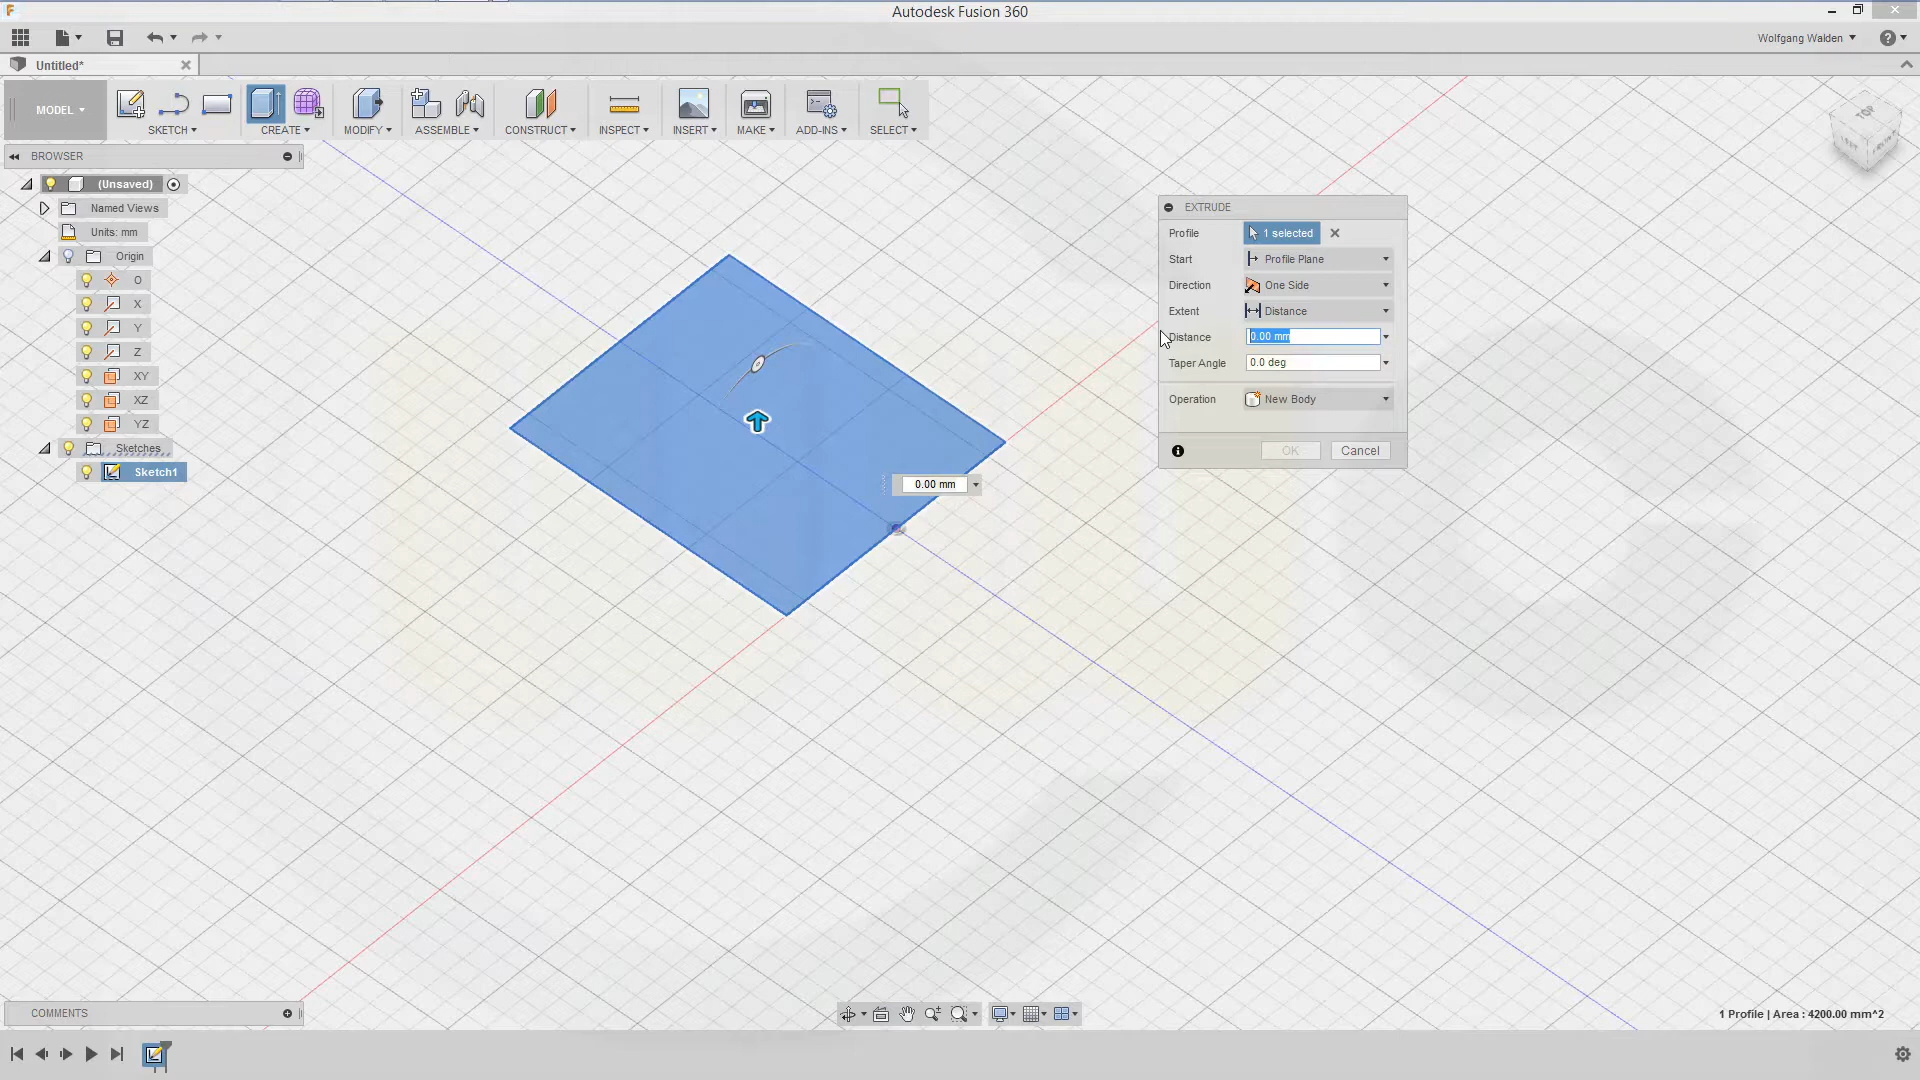 Autodesk Fusion 360
Wolfgang Walden
Untitled*
MODEL
SKETCH
CREATE
MODIFY
ASSEMBLE
CONSTRUCT
INSPECT
INSERT
MAKE
ADD-INS
SELECT
TOP
BROWSER
(Unsaved)
Named Views
Units: mm
Origin
O
X
Y
Z
XY
XZ
YZ
Sketches
Sketch1
EXTRUDE
Profile 1 selected
Start Profile Plane
Direction One Side
Extent Distance
Distance 0.00 mm
Taper Angle 0.0 deg
Operation New Body
OK Cancel
0.00 mm
COMMENTS
1 Profile | Area : 4200.00 mm^2